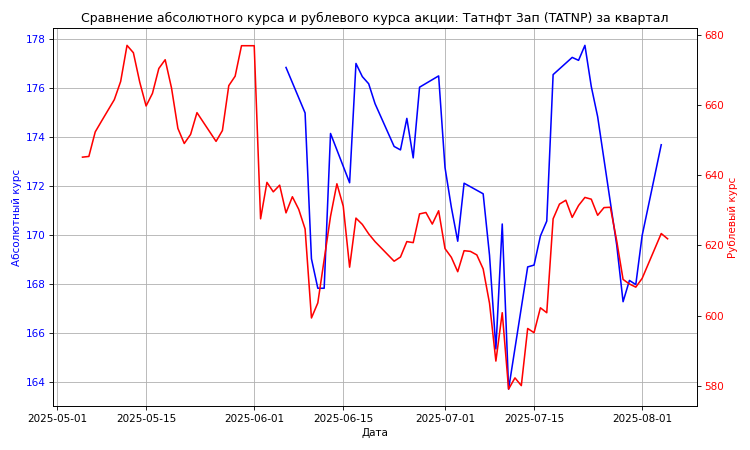 Сравнение абсолютного курса и рублевого курса акции: Татнфт 3ап (TATNP) за квартал
178
176
174
172
170
168
166
164
Абсолютный курс
680
660
640
620
600
580
Рублевый курс
2025-05-01 2025-05-15 2025-06-01 2025-06-15 2025-07-01 2025-07-15 2025-08-01
Дата